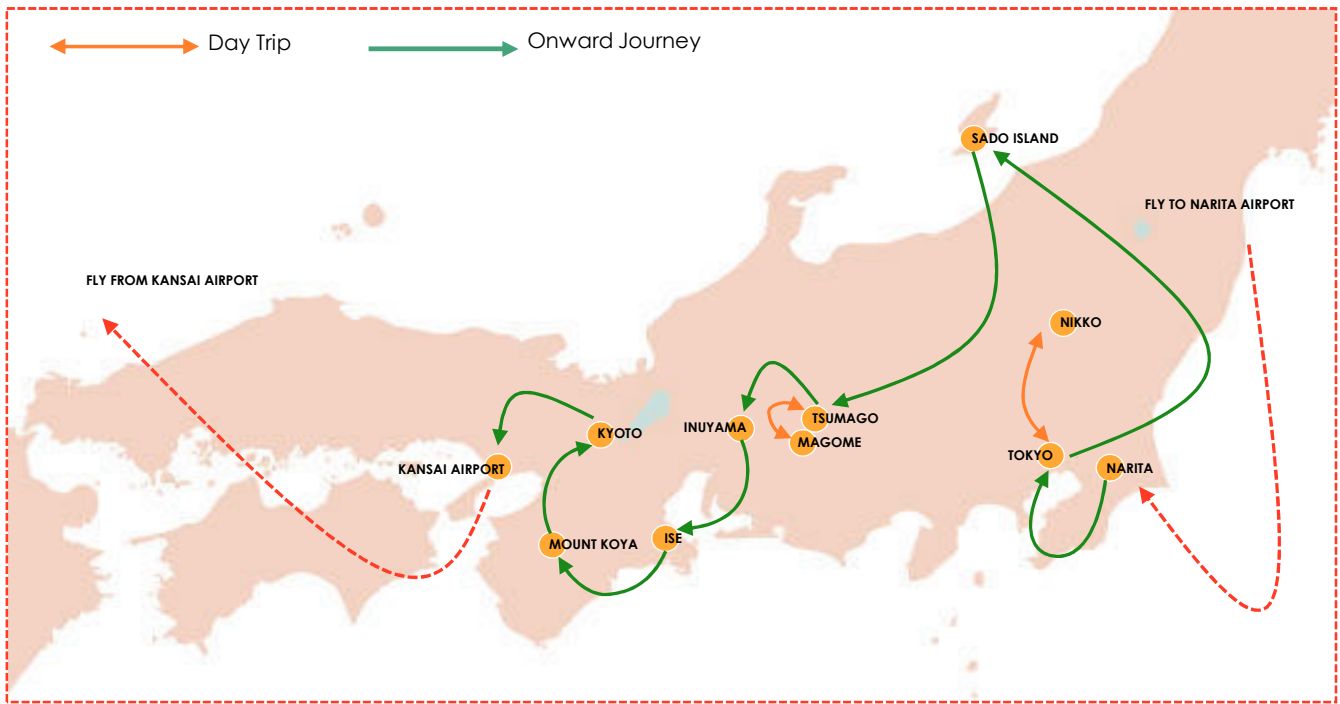 Day Trip
Onward Journey
SADO ISLAND
FLY TO NARITA AIRPORT
FLY FROM KANSAI AIRPORT
NIKKO
TSUMAGO
INUYAMA
KYOTO
MAGOME
TOKYO
KANSAI AIRPORT
NARITA
ISE
MOUNT KOYA